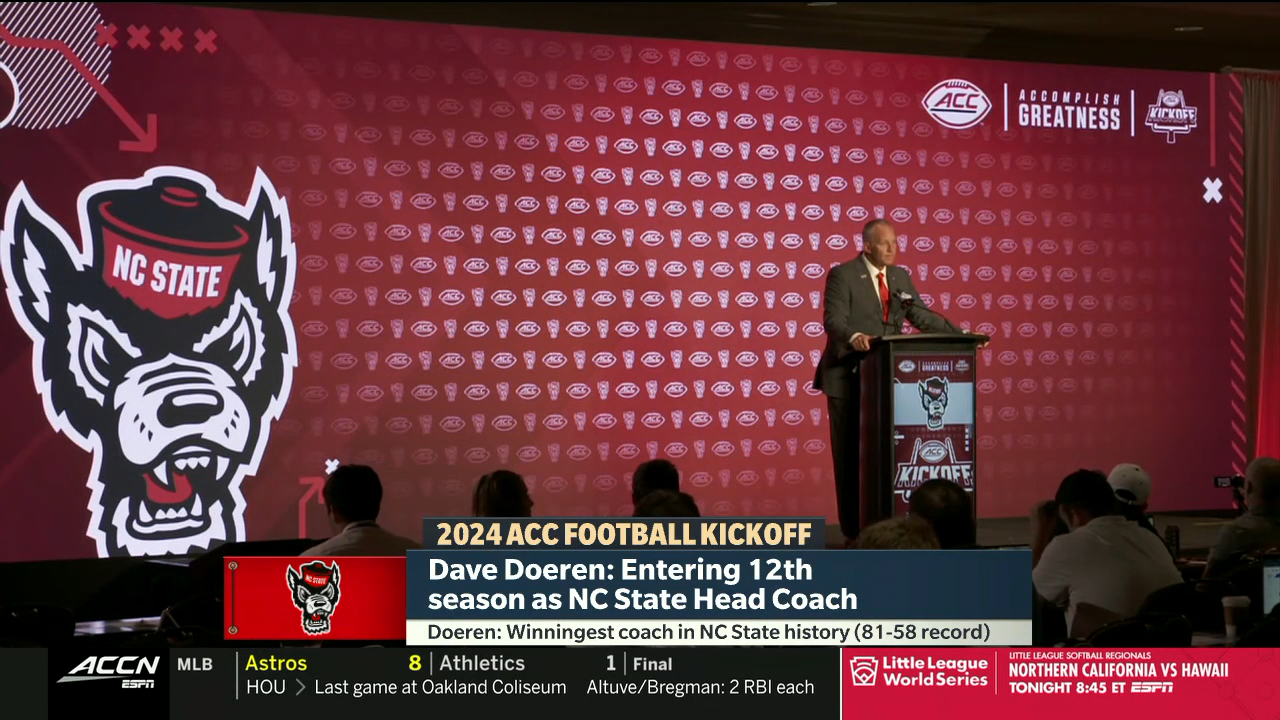 ACC
ACCOMPLISH
GREATNESS
KICKOFF
NC STATE
ACC
KICKOFF
2024 ACC FOOTBALL KICKOFF
Dave Doeren: Entering 12th
season as NC State Head Coach
Doeren: Winningest coach in NC State history (81-58 record)
ACCN
ESPN
MLB
Astros 8 Athletics 1 Final
HOU > Last game at Oakland Coliseum Altuve/Bregman: 2 RBI each
Little League
World Series
LITTLE LEAGUE SOFTBALL REGIONALS
NORTHERN CALIFORNIA VS HAWAII
TONIGHT 8:45 ET ESPN